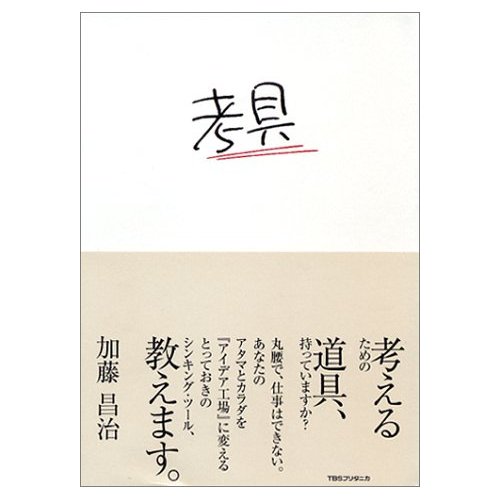 考具
考える
ための
道具、
持っていますか?
丸腰で、仕事はできない。
あなたの
アタマとカラダを
『アイデア工場』に変える
とっておきの
シンキング・ツール、
教えます。
加藤 昌治
TBSブリタニカ